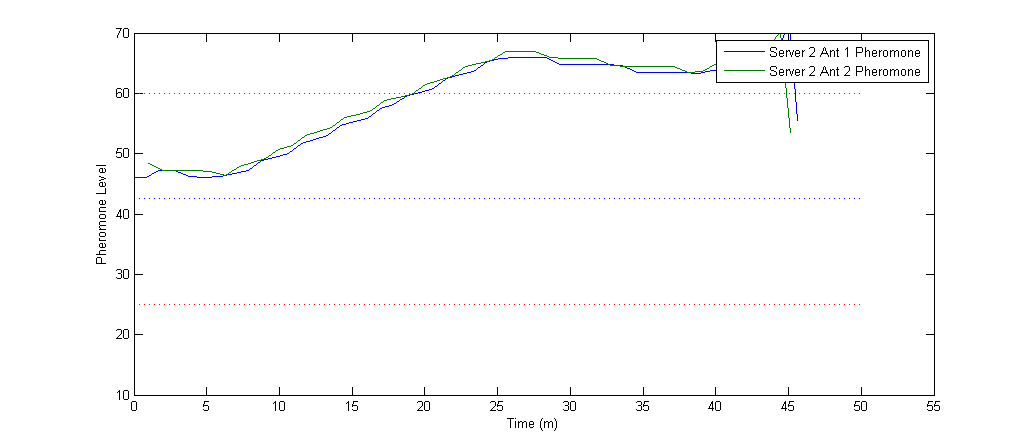 70
60
50
40
30
20
10
Pheromone Level
Server 2 Ant 1 Pheromone
Server 2 Ant 2 Pheromone
0 5 10 15 20 25 30 35 40 45 50 55
Time (m)